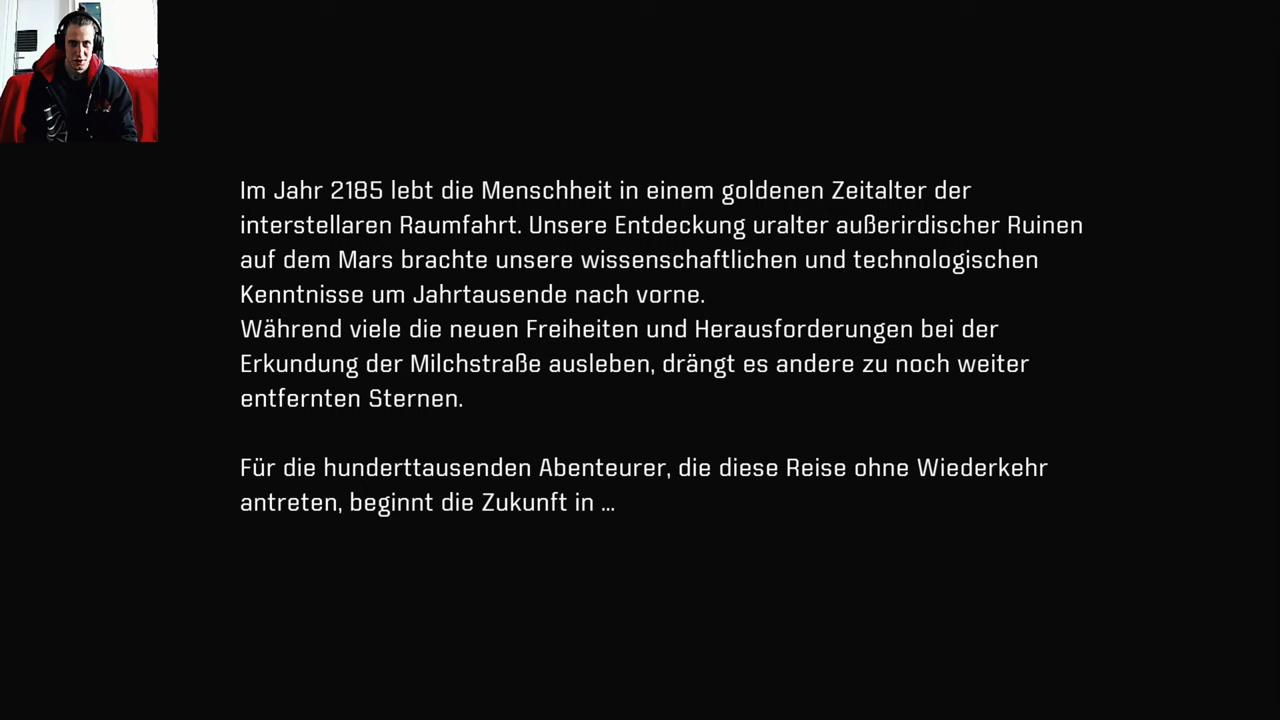 Im Jahr 2185 lebt die Menschheit in einem goldenen Zeitalter der
interstellaren Raumfahrt. Unsere Entdeckung uralter außerirdischer Ruinen
auf dem Mars brachte unsere wissenschaftlichen und technologischen
Kenntnisse um Jahrtausende nach vorne.
Während viele die neuen Freiheiten und Herausforderungen bei der
Erkundung der Milchstraße ausleben, drängt es andere zu noch weiter
entfernten Sternen.
Für die hunderttausenden Abenteurer, die diese Reise ohne Wiederkehr
antreten, beginnt die Zukunft in ...